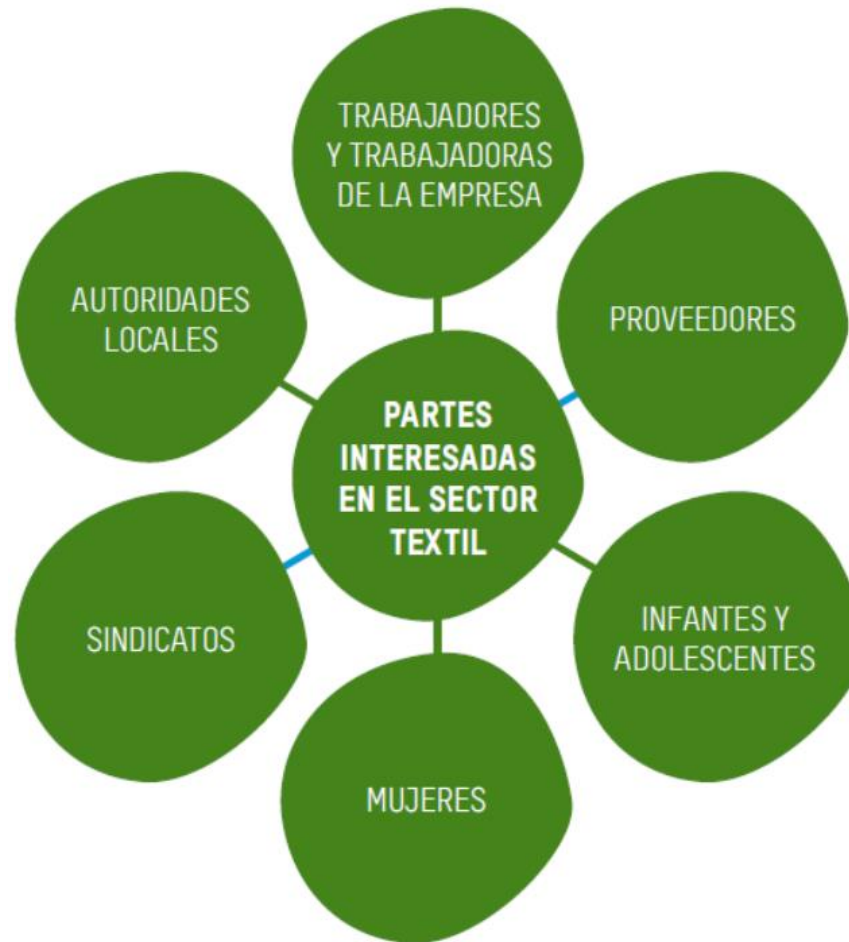 TRABAJADORES
Y TRABAJADORAS
DE LA EMPRESA
AUTORIDADES
LOCALES
PROVEEDORES
PARTES
INTERESADAS
EN EL SECTOR
TEXTIL
SINDICATOS
INFANTES Y
ADOLESCENTES
MUJERES